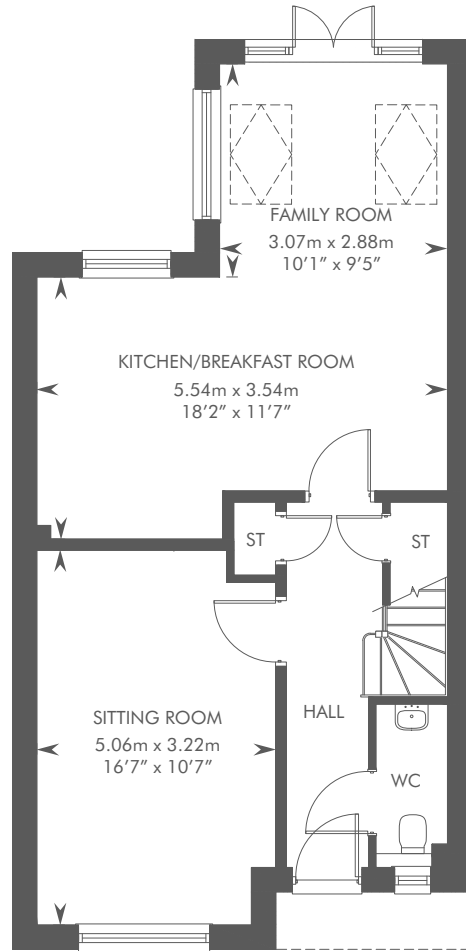 FAMILY ROOM
3.07m x 2.88m
10’1” x 9’5”
KITCHEN/BREAKFAST ROOM
5.54m x 3.54m
18’2” x 11’7”
ST
ST
HALL
SITTING ROOM
5.06m x 3.22m
16’7” x 10’7”
WC